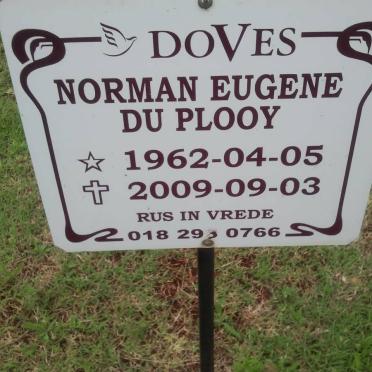 DOVES
NORMAN EUGENE
DU PLOOY
1962-04-05
2009-09-03
RUS IN VREDE
018 0766